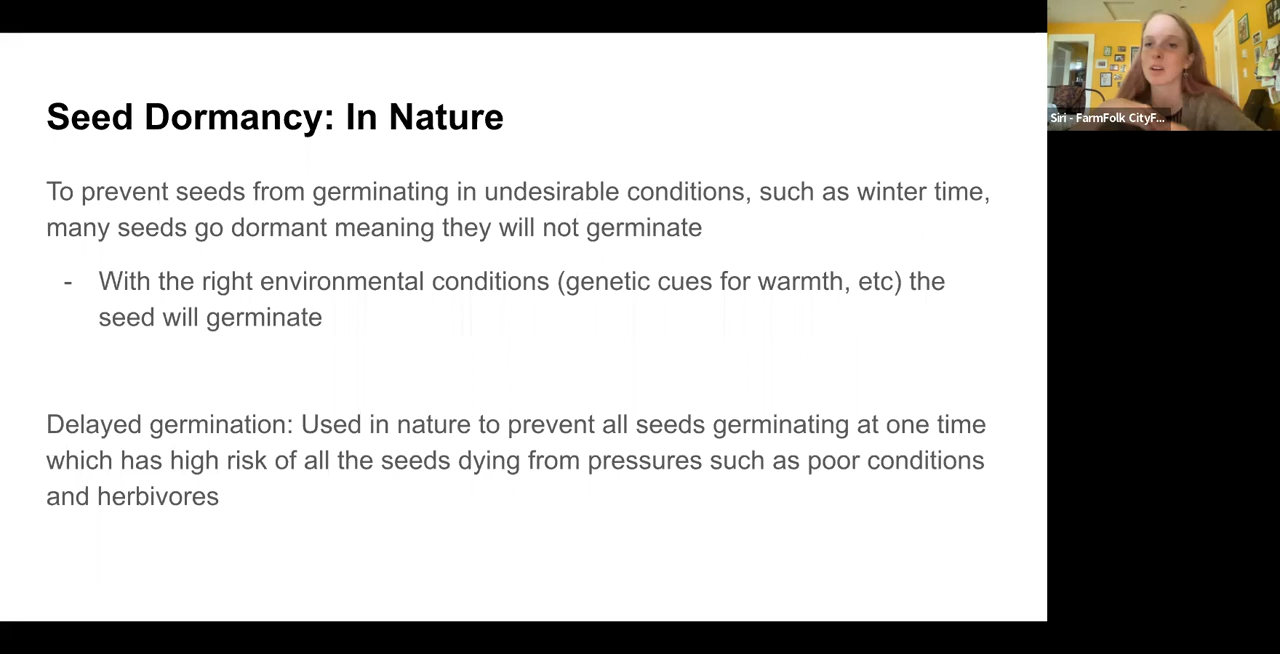 Seed Dormancy: In Nature
To prevent seeds from germinating in undesirable conditions, such as winter time,
many seeds go dormant meaning they will not germinate
- With the right environmental conditions (genetic cues for warmth, etc) the
seed will germinate
Delayed germination: Used in nature to prevent all seeds germinating at one time
which has high risk of all the seeds dying from pressures such as poor conditions
and herbivores
Siri - FarmFolk CityF...